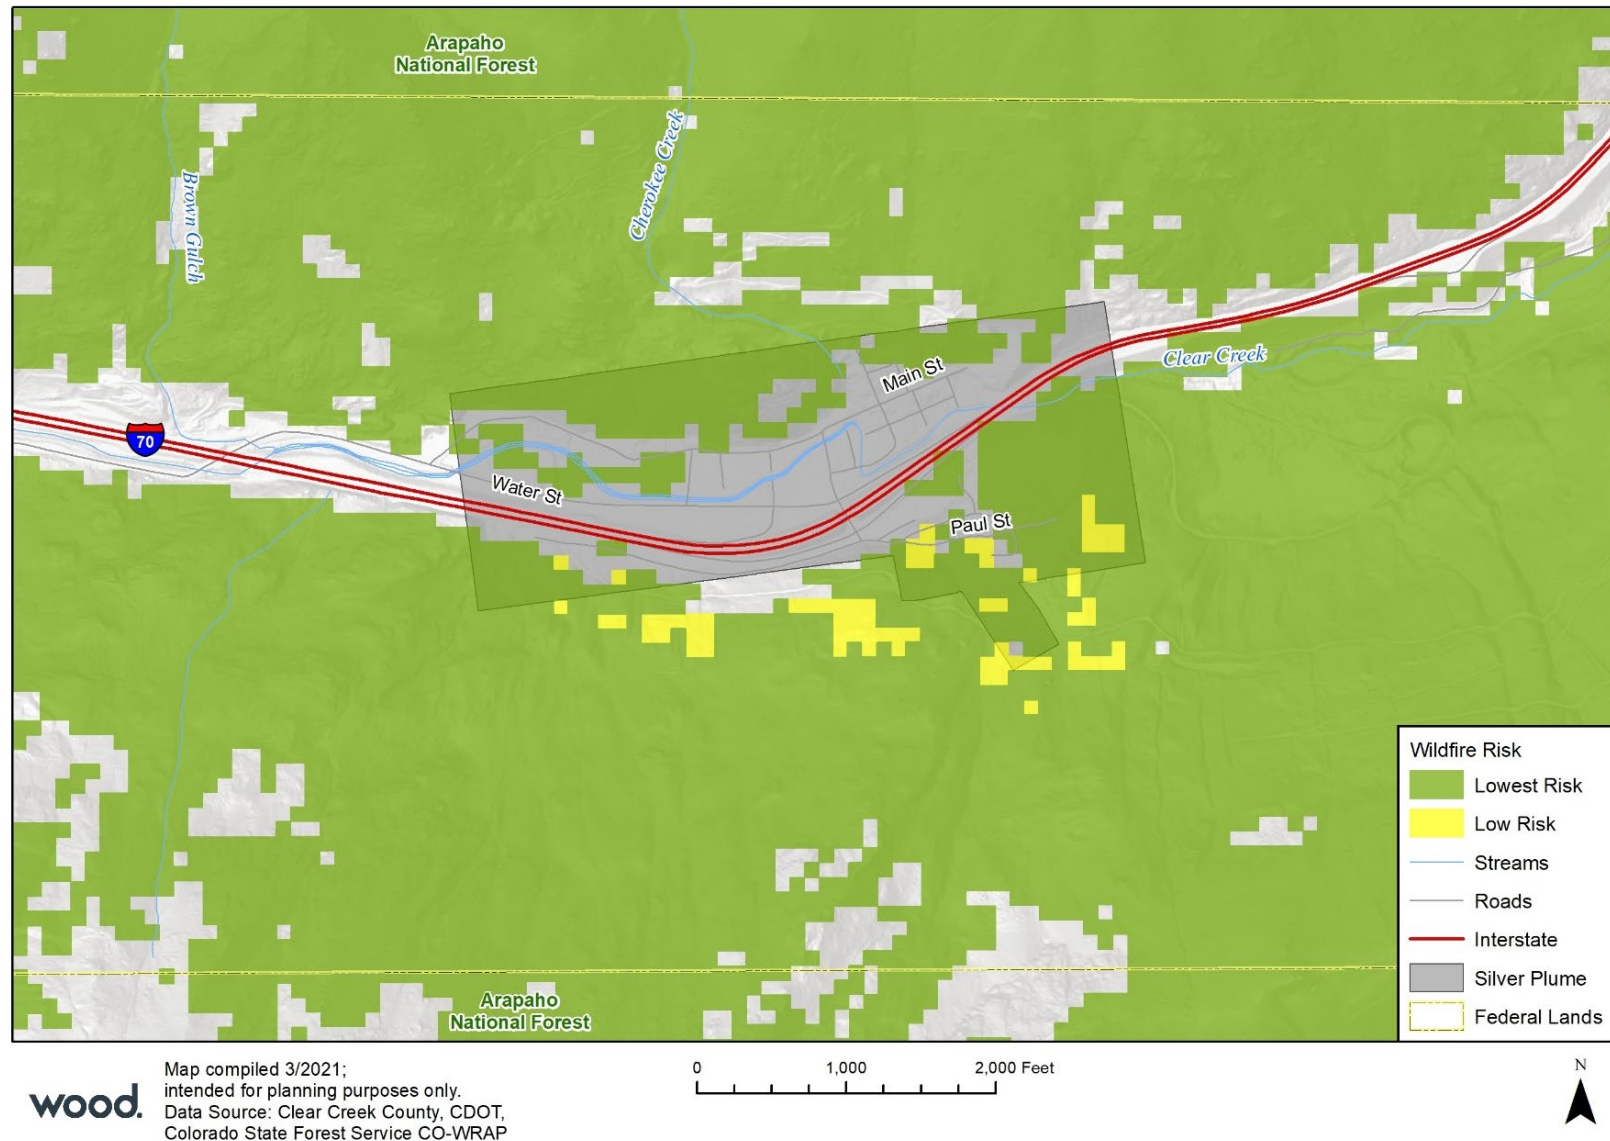 Arapaho
National Forest
Cherokee Creek
Brown Gulch
Main St
Clear Creek
70
Water St
Paul St
Wildfire Risk
Lowest Risk
Low Risk
Streams
Roads
Interstate
Silver Plume
Federal Lands
Arapaho
National Forest
wood.
Map compiled 3/2021;
intended for planning purposes only.
Data Source: Clear Creek County, CDOT,
Colorado State Forest Service CO-WRAP
0 1,000 2,000 Feet
N